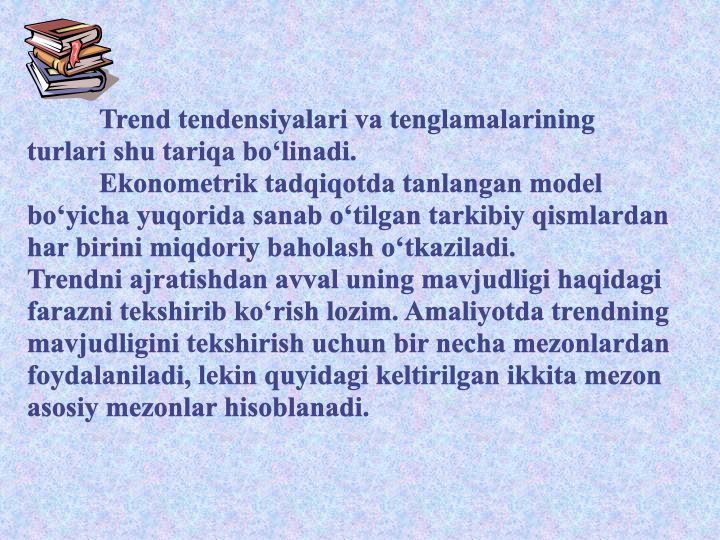 Trend tendensiyalari va tenglamalarining
turlari shu tariqa bo‘linadi.
Ekonometrik tadqiqotda tanlangan model
bo‘yicha yuqorida sanab o‘tilgan tarkibiy qismlardan
har birini miqdoriy baholash o‘tkaziladi.
Trendni ajratishdan avval uning mavjudligi haqidagi
farazni tekshirib ko‘rish lozim. Amaliyotda trendning
mavjudligini tekshirish uchun bir necha mezonlardan
foydalaniladi, lekin quyidagi keltirilgan ikkita mezon
asosiy mezonlar hisoblanadi.